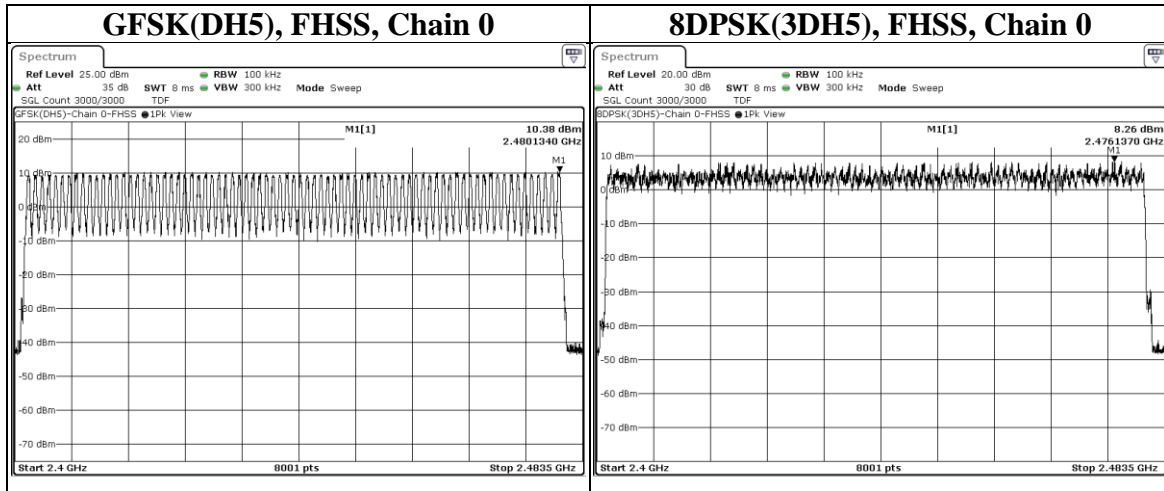 GFSK(DH5), FHSS, Chain 0
Spectrum
Ref Level 25.00 dBm RBW 100 kHz
Att 35 dB SWT 8 ms VBW 300 kHz Mode Sweep
SGL Count 3000/3000 TDF
GFSK(DH5)-Chain 0-FHSS 1Pk View
M1[1] 10.38 dBm
2.4801340 GHz
M1
20 dBm
10 dBm
0 dBm
-10 dBm
-20 dBm
-30 dBm
-40 dBm
-50 dBm
-60 dBm
-70 dBm
Start 2.4 GHz 8001 pts Stop 2.4835 GHz
8DPSK(3DH5), FHSS, Chain 0
Spectrum
Ref Level 20.00 dBm RBW 100 kHz
Att 30 dB SWT 8 ms VBW 300 kHz Mode Sweep
SGL Count 3000/3000 TDF
8DPSK(3DH5)-Chain 0-FHSS 1Pk View
M1[1] 8.26 dBm
2.4761370 GHz
M1
10 dBm
0 dBm
-10 dBm
-20 dBm
-30 dBm
-40 dBm
-50 dBm
-60 dBm
-70 dBm
Start 2.4 GHz 8001 pts Stop 2.4835 GHz